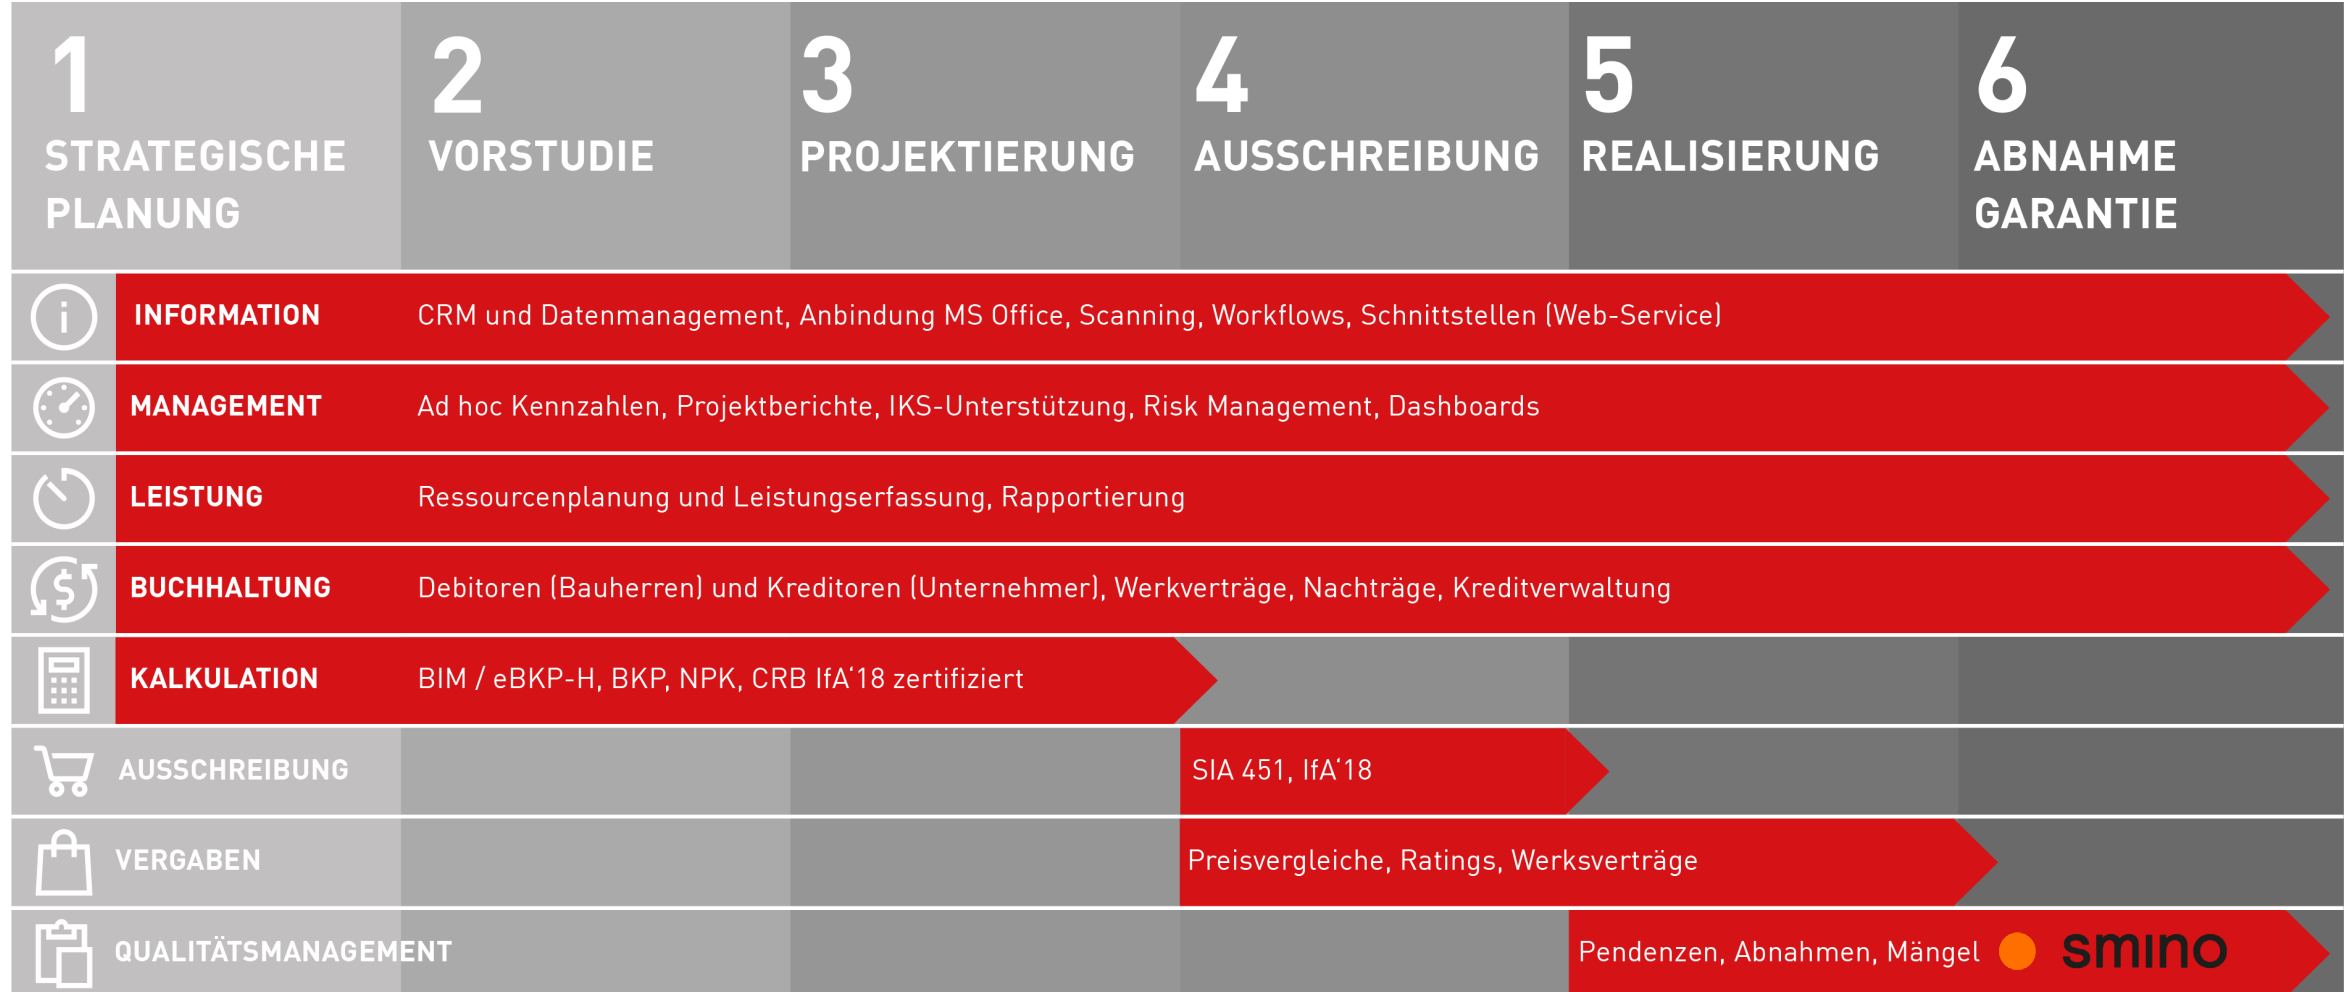 1
STRATEGISCHE
PLANUNG
2
VORSTUDIE
3
PROJEKTIERUNG
4
AUSSCHREIBUNG
5
REALISIERUNG
6
ABNAHME
GARANTIE
INFORMATION CRM und Datenmanagement, Anbindung MS Office, Scanning, Workflows, Schnittstellen (Web-Service)
MANAGEMENT Ad hoc Kennzahlen, Projektberichte, IKS-Unterstützung, Risk Management, Dashboards
LEISTUNG Ressourcenplanung und Leistungserfassung, Rapportierung
BUCHHALTUNG Debitoren (Bauherren) und Kreditoren (Unternehmer), Werkverträge, Nachträge, Kreditverwaltung
KALKULATION BIM / eBKP-H, BKP, NPK, CRB IfA‘18 zertifiziert
AUSSCHREIBUNG SIA 451, IfA‘18
VERGABEN Preisvergleiche, Ratings, Werksverträge
QUALITÄTSMANAGEMENT Pendenzen, Abnahmen, Mängel smino